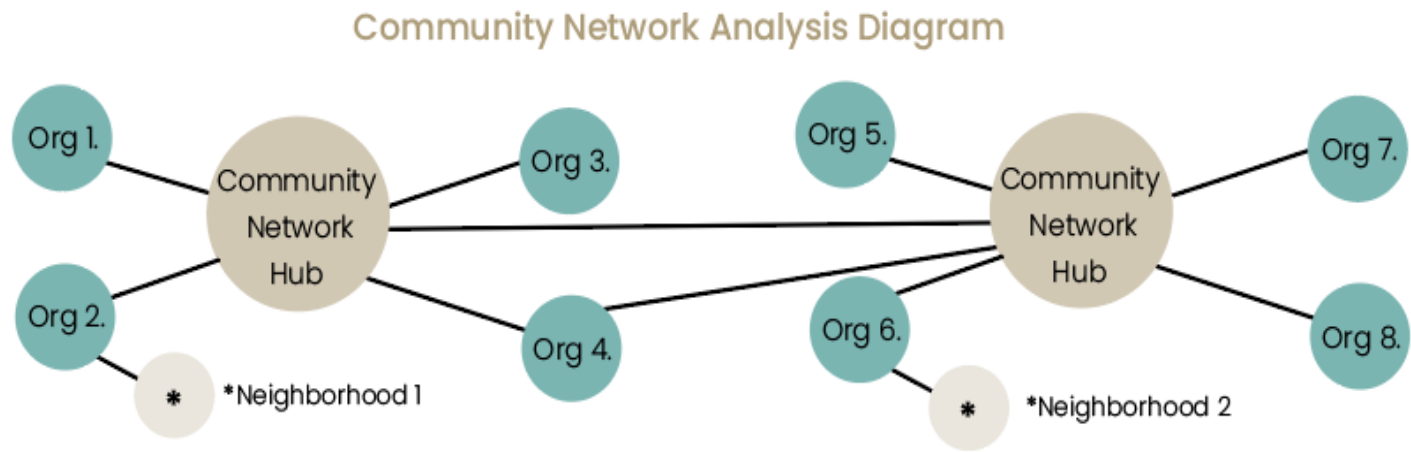 Community Network Analysis Diagram
Org 1.
Community
Network
Hub
Org 3.
Org 5.
Community
Network
Hub
Org 7.
Org 2.
Org 4.
Org 6.
Org 8.
*
*Neighborhood 1
*
*Neighborhood 2